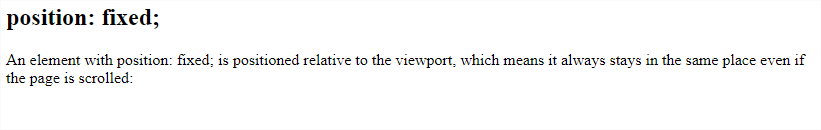 position: fixed;
An element with position: fixed; is positioned relative to the viewport, which means it always stays in the same place even if
the page is scrolled: